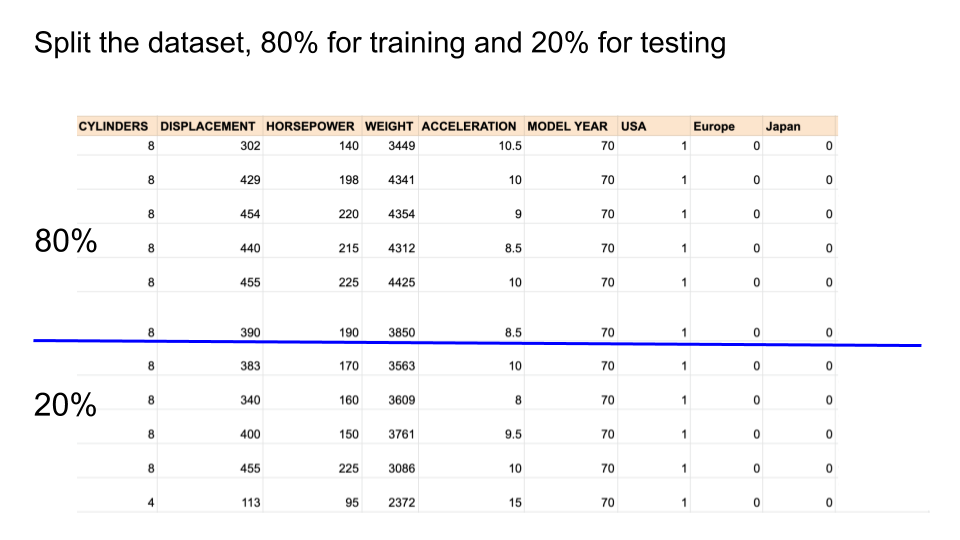 Split the dataset, 80% for training and 20% for testing
CYLINDERS DISPLACEMENT HORSEPOWER WEIGHT ACCELERATION MODEL YEAR USA Europe Japan
8 302 140 3449 10.5 70 1 0 0
8 429 198 4341 10 70 1 0 0
8 454 220 4354 9 70 1 0 0
80%
8 440 215 4312 8.5 70 1 0 0
8 455 225 4425 10 70 1 0 0
8 390 190 3850 8.5 70 1 0 0
8 383 170 3563 10 70 1 0 0
20%
8 340 160 3609 8 70 1 0 0
8 400 150 3761 9.5 70 1 0 0
8 455 225 3086 10 70 1 0 0
4 113 95 2372 15 70 1 0 0